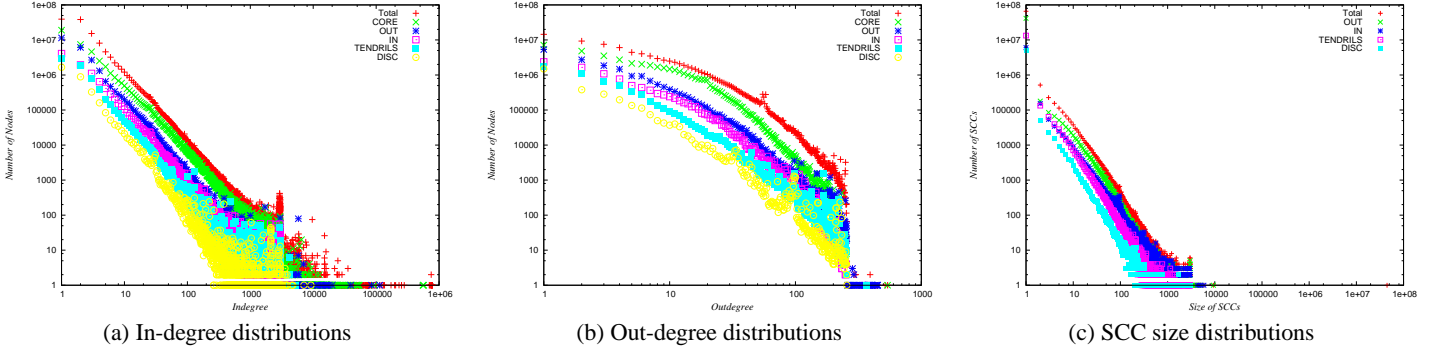 1e+08
1e+07
1e+06
100000
10000
1000
100
10
1
Number of Nodes
1 10 100 1000 10000 100000 1e+06
Indegree
Total
CORE
OUT
IN
TENDRILS
DISC
(a) In-degree distributions
1e+08
1e+07
1e+06
100000
10000
1000
100
10
1
Number of Nodes
1 10 100 1000
Outdegree
Total
CORE
OUT
IN
TENDRILS
DISC
(b) Out-degree distributions
1e+08
1e+07
1e+06
100000
10000
1000
100
10
1
Number of SCCs
1 10 100 1000 10000 100000 1e+06 1e+07 1e+08
Size of SCCs
Total
OUT
IN
TENDRILS
DISC
(c) SCC size distributions